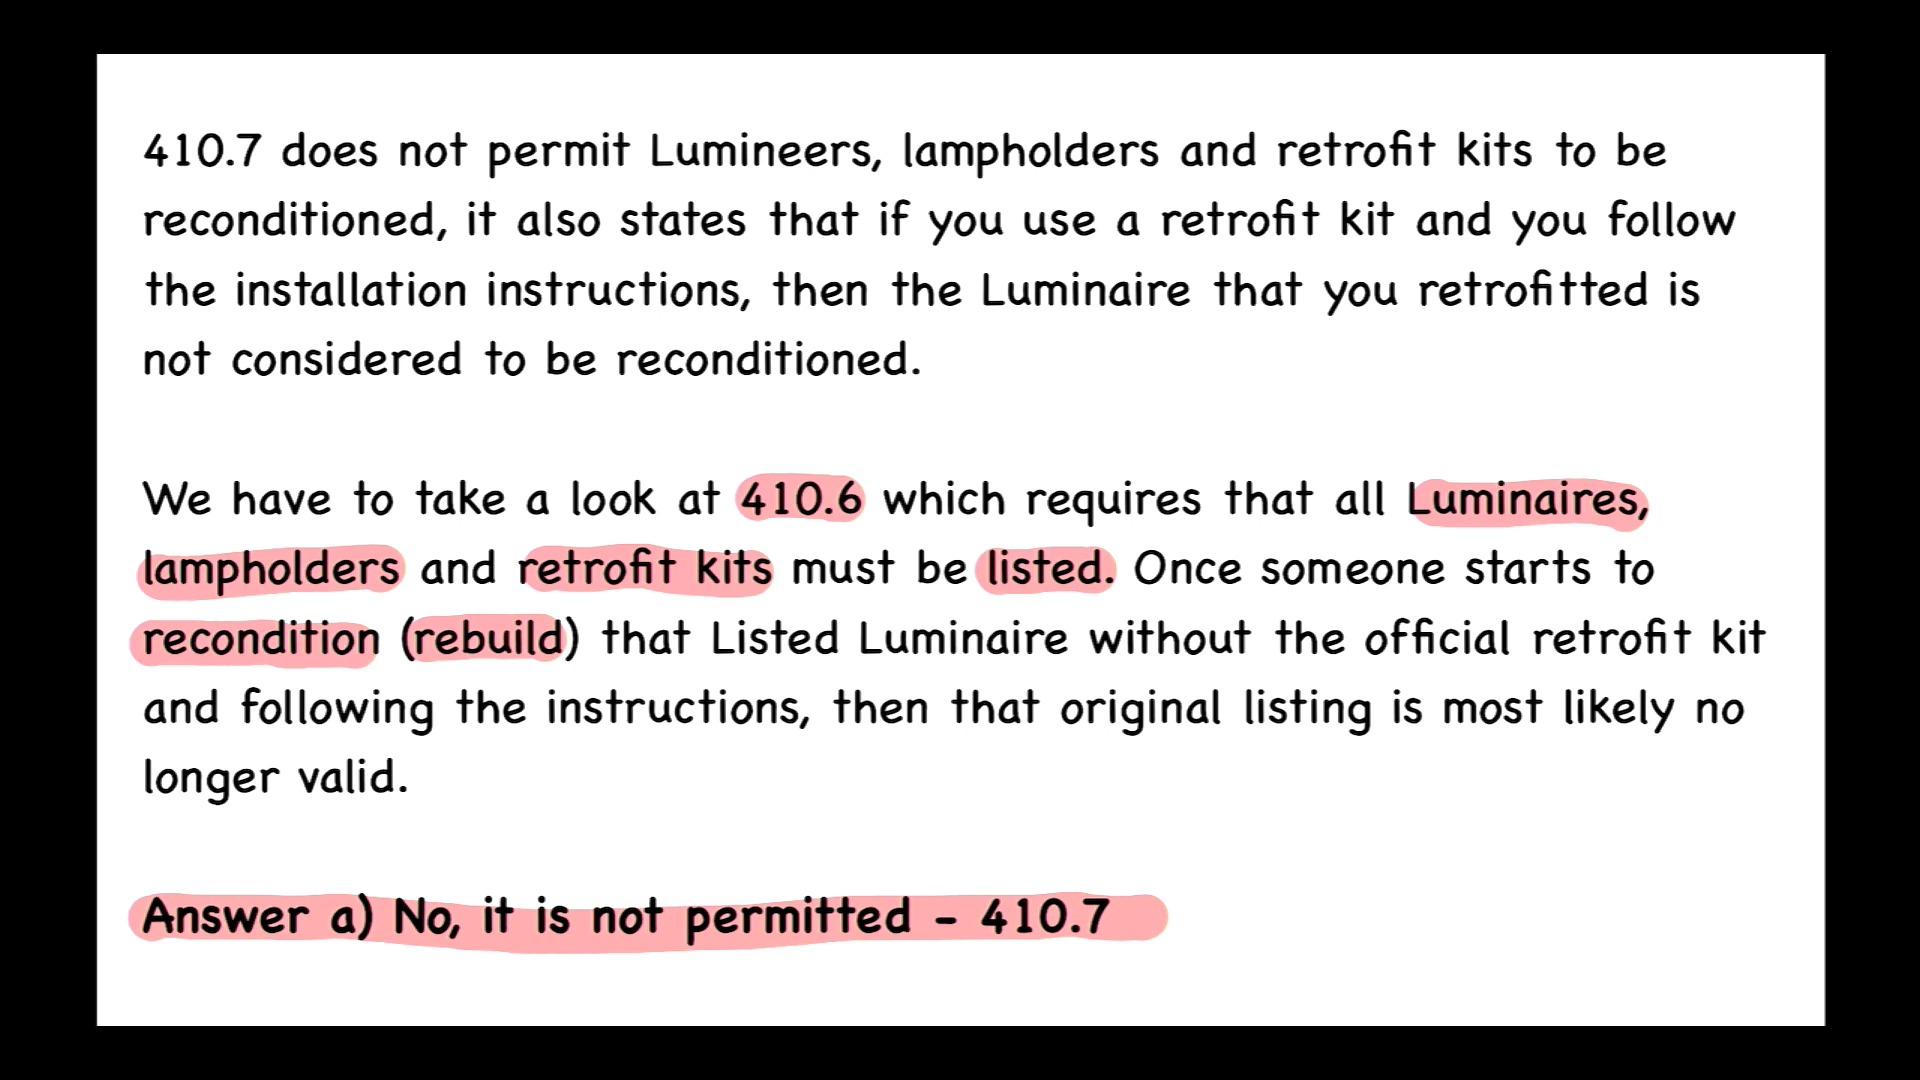 410.7 does not permit Lumineers, lampholders and retrofit kits to be
reconditioned, it also states that if you use a retrofit kit and you follow
the installation instructions, then the Luminaire that you retrofitted is
not considered to be reconditioned.
We have to take a look at 410.6 which requires that all Luminaires,
lampholders and retrofit kits must be listed. Once someone starts to
recondition (rebuild) that Listed Luminaire without the official retrofit kit
and following the instructions, then that original listing is most likely no
longer valid.
Answer a) No, it is not permitted - 410.7